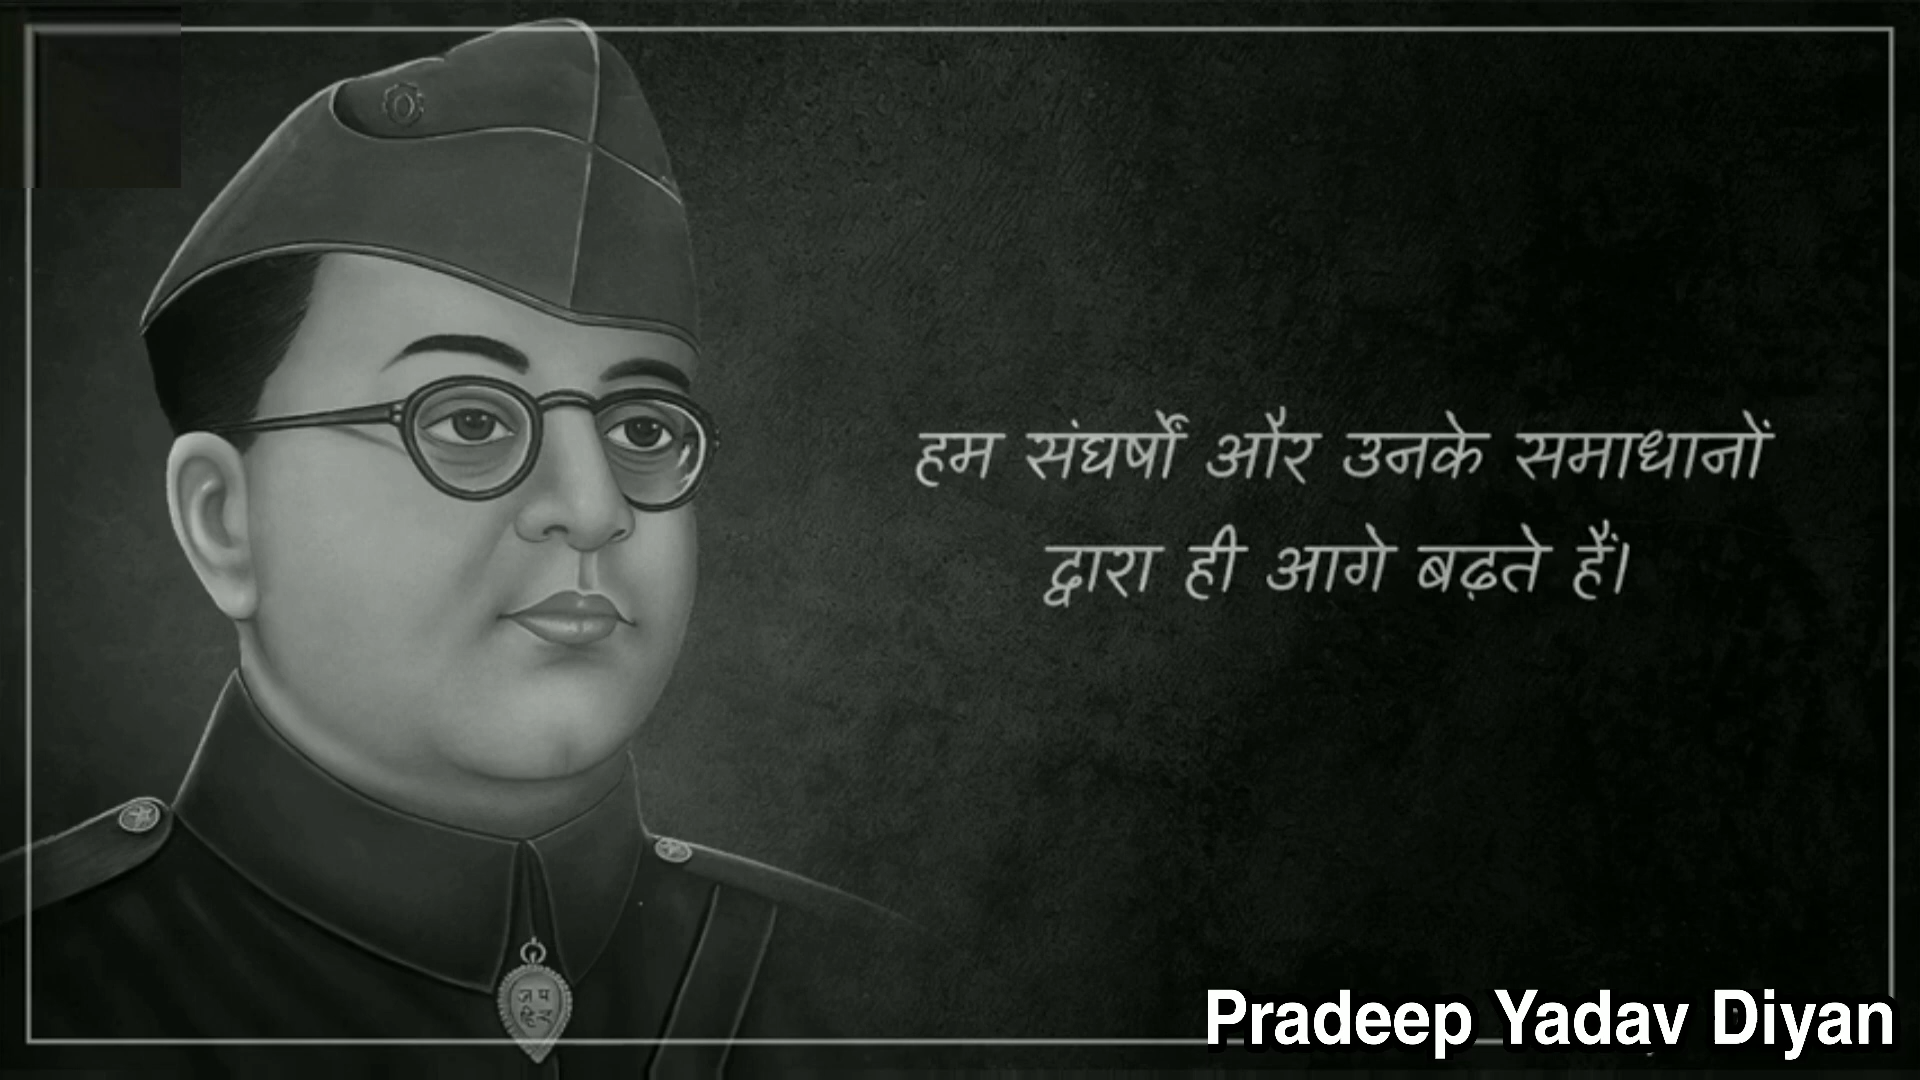 हम संघर्षों और उनके समाधानों
द्वारा ही आगे बढ़ते हैं।
Pradeep Yadav Diyan